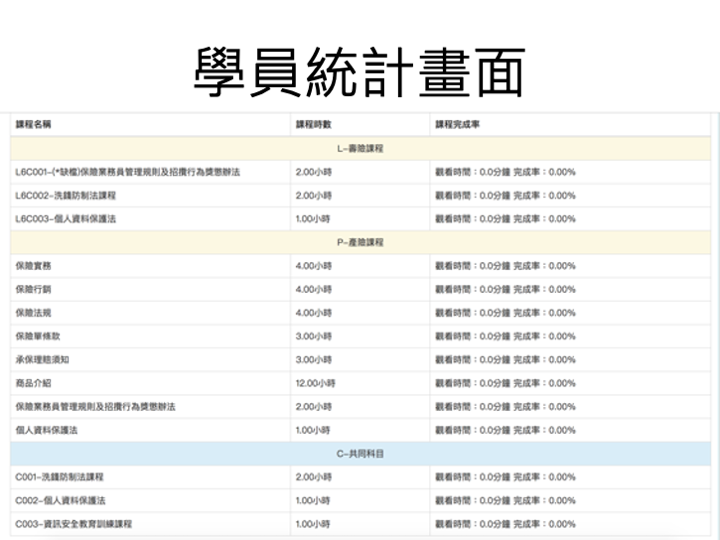 學員統計畫面
課程名稱 課程時數 課程完成率
L-壽險課程
L6C001-(*缺檔)保險業務員管理規則及招攬行為獎懲辦法 2.00小時 觀看時間：0.0分鐘 完成率：0.00%
L6C002-洗錢防制法課程 2.00小時 觀看時間：0.0分鐘 完成率：0.00%
L6C003-個人資料保護法 1.00小時 觀看時間：0.0分鐘 完成率：0.00%
P-產險課程
保險實務 4.00小時 觀看時間：0.0分鐘 完成率：0.00%
保險行銷 4.00小時 觀看時間：0.0分鐘 完成率：0.00%
保險法規 4.00小時 觀看時間：0.0分鐘 完成率：0.00%
保險單條款 3.00小時 觀看時間：0.0分鐘 完成率：0.00%
承保理賠須知 3.00小時 觀看時間：0.0分鐘 完成率：0.00%
商品介紹 12.00小時 觀看時間：0.0分鐘 完成率：0.00%
保險業務員管理規則及招攬行為獎懲辦法 2.00小時 觀看時間：0.0分鐘 完成率：0.00%
個人資料保護法 1.00小時 觀看時間：0.0分鐘 完成率：0.00%
C-共同科目
C001-洗錢防制法課程 2.00小時 觀看時間：0.0分鐘 完成率：0.00%
C002-個人資料保護法 1.00小時 觀看時間：0.0分鐘 完成率：0.00%
C003-資訊安全教育訓練課程 1.00小時 觀看時間：0.0分鐘 完成率：0.00%